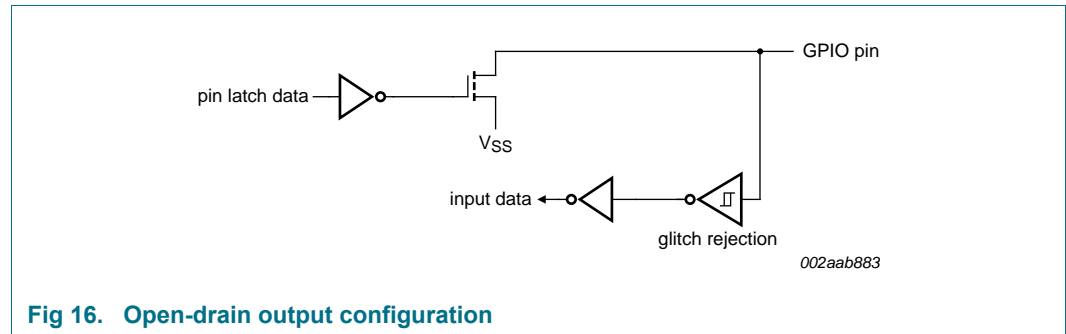 GPIO pin
pin latch data
VSS
input data
glitch rejection
002aab883
Fig 16. Open-drain output configuration